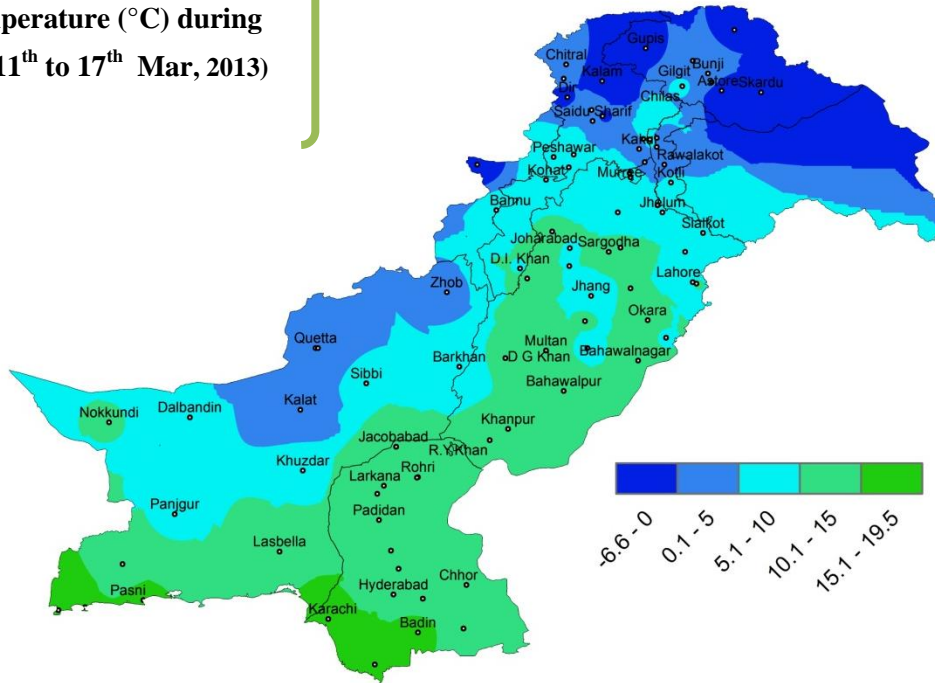 perature (°C) during
11th to 17th Mar, 2013)
Gupis
Chitral
Bunji
Gilgit
Kalam
Astore
Skardu
Dir
Chilas
Saidu Sharif
Kakul
Peshawar
Rawalakot
Kohat
Murree
Kotli
Bannu
Jhelum
Sialkot
Joharabad
Sargodha
D.I. Khan
Lahore
Zhob
Jhang
Okara
Quetta
Multan
Bahawalnagar
Barkhan
D G Khan
Sibbi
Bahawalpur
Kalat
Dalbandin
Nokkundi
Khanpur
Jacobabad
R.Y.Khan
Khuzdar
Rohri
Larkana
Panjgur
Padidan
Lasbella
Chhor
Hyderabad
Pasni
Karachi
Badin
-6.6 - 0
0.1 - 5
5.1 - 10
10.1 - 15
15.1 - 19.5